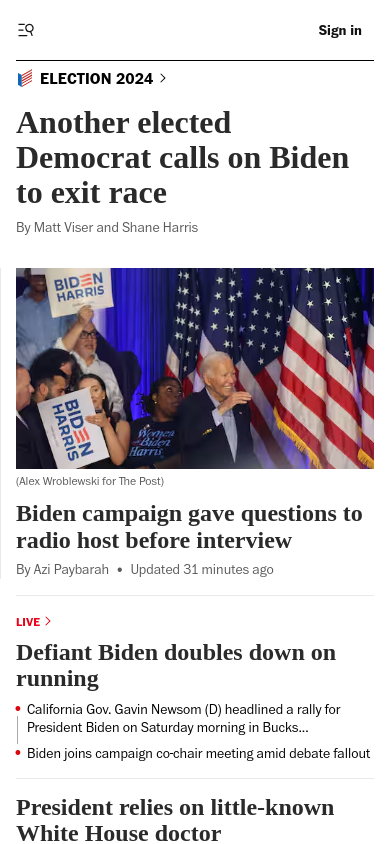 Sign in
ELECTION 2024
Another elected
Democrat calls on Biden
to exit race
By Matt Viser and Shane Harris
BIDEN
HARRIS
BIDEN
HARRIS
Women for
Biden
Harris
(Alex Wroblewski for The Post)
Biden campaign gave questions to
radio host before interview
By Azi Paybarah • Updated 31 minutes ago
LIVE
Defiant Biden doubles down on
running
• California Gov. Gavin Newsom (D) headlined a rally for
President Biden on Saturday morning in Bucks...
• Biden joins campaign co-chair meeting amid debate fallout
President relies on little-known
White House doctor